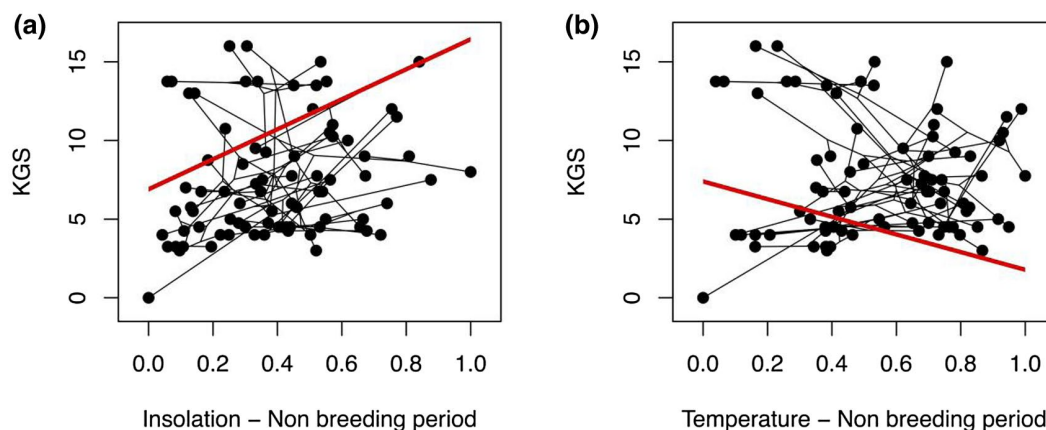 (a)
KGS
15
10
5
0
0.0 0.2 0.4 0.6 0.8 1.0
Insolation – Non breeding period
(b)
KGS
15
10
5
0
0.0 0.2 0.4 0.6 0.8 1.0
Temperature – Non breeding period